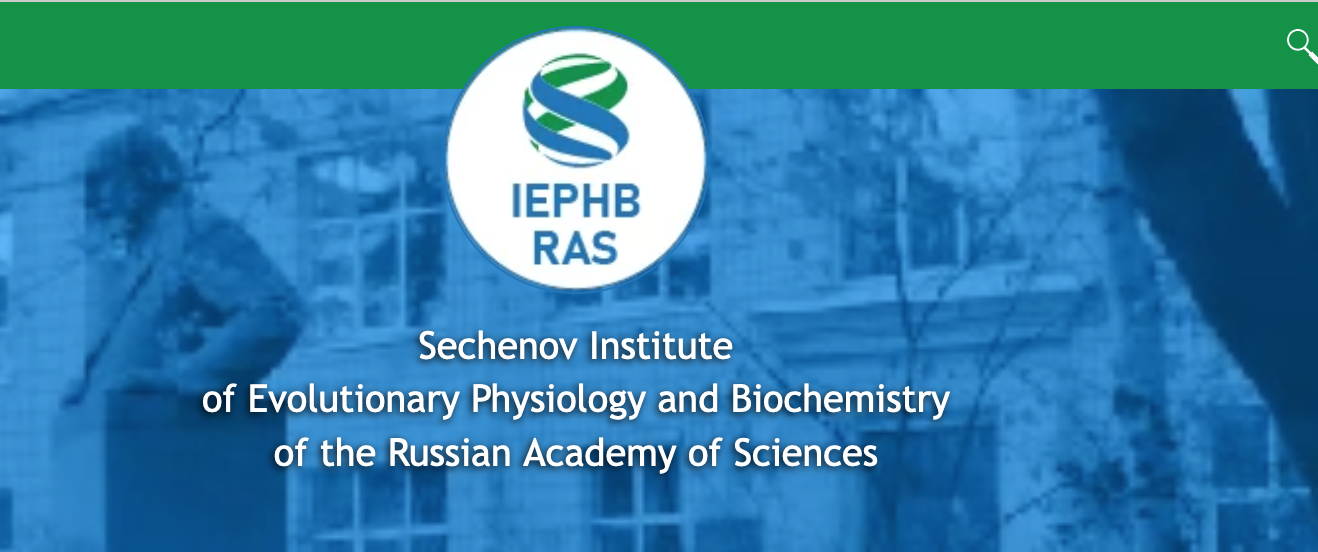 IEPHB
RAS
Sechenov Institute
of Evolutionary Physiology and Biochemistry
of the Russian Academy of Sciences